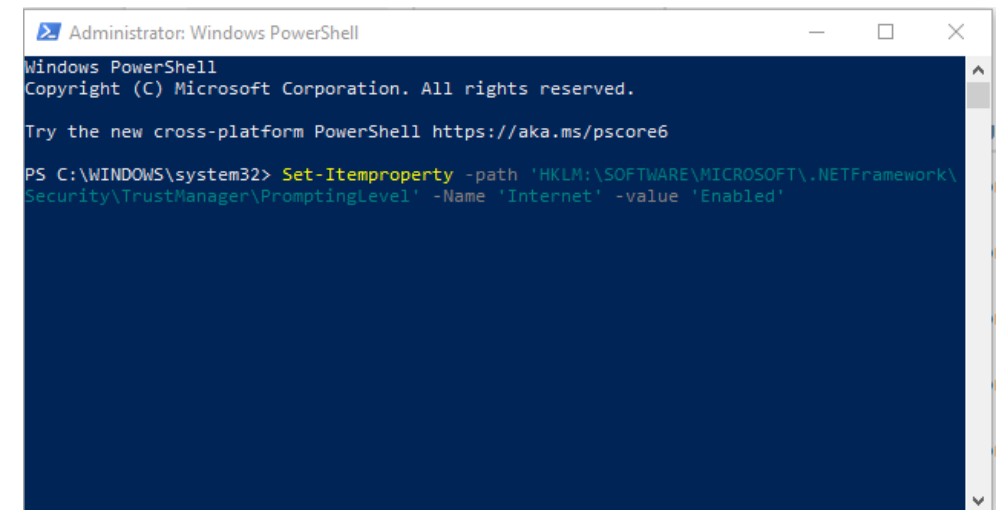 Administrator: Windows PowerShell
Windows PowerShell
Copyright (C) Microsoft Corporation. All rights reserved.
Try the new cross-platform PowerShell https://aka.ms/pscore6
PS C:\WINDOWS\system32> Set-Itemproperty -path 'HKLM:\SOFTWARE\MICROSOFT\.NETFramework\
Security\TrustManager\PromptingLevel' -Name 'Internet' -value 'Enabled'